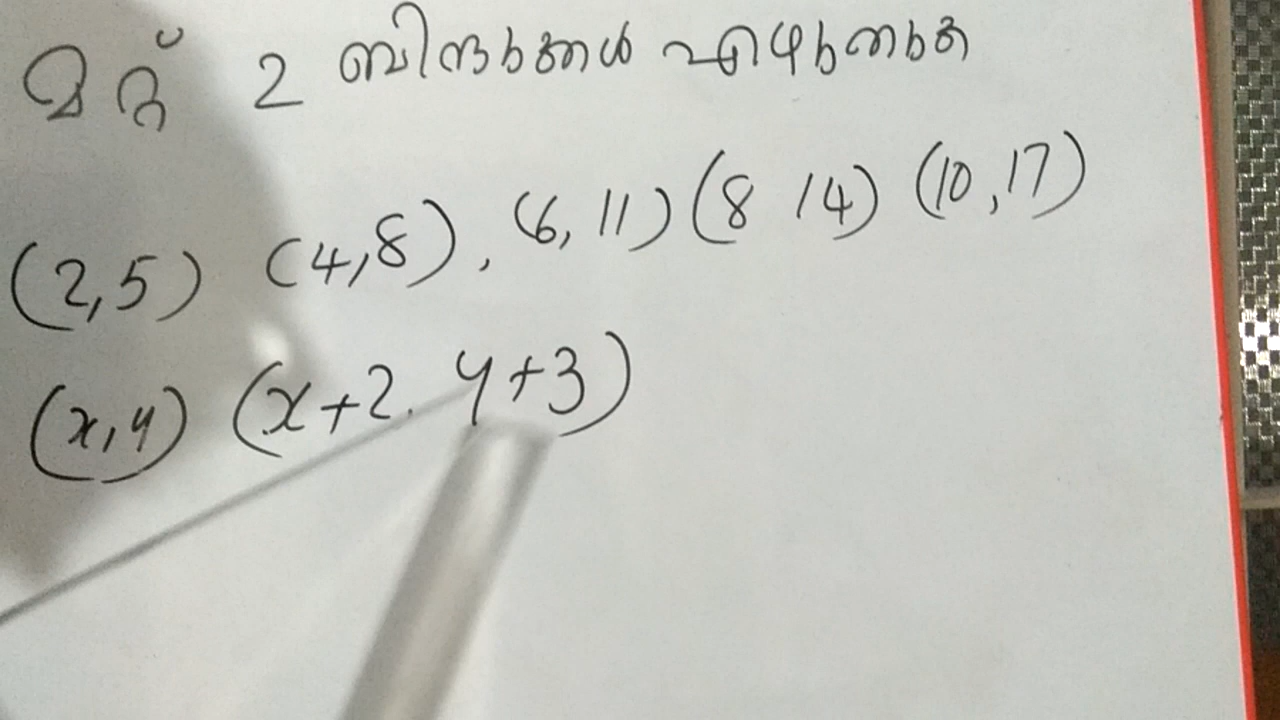 മറ്റ് 2 ബിന്ദുക്കൾ എഴുതുക
(2,5) (4,8), (6,11) (8 14) (10,17)
(x,y) (x+2. y+3)